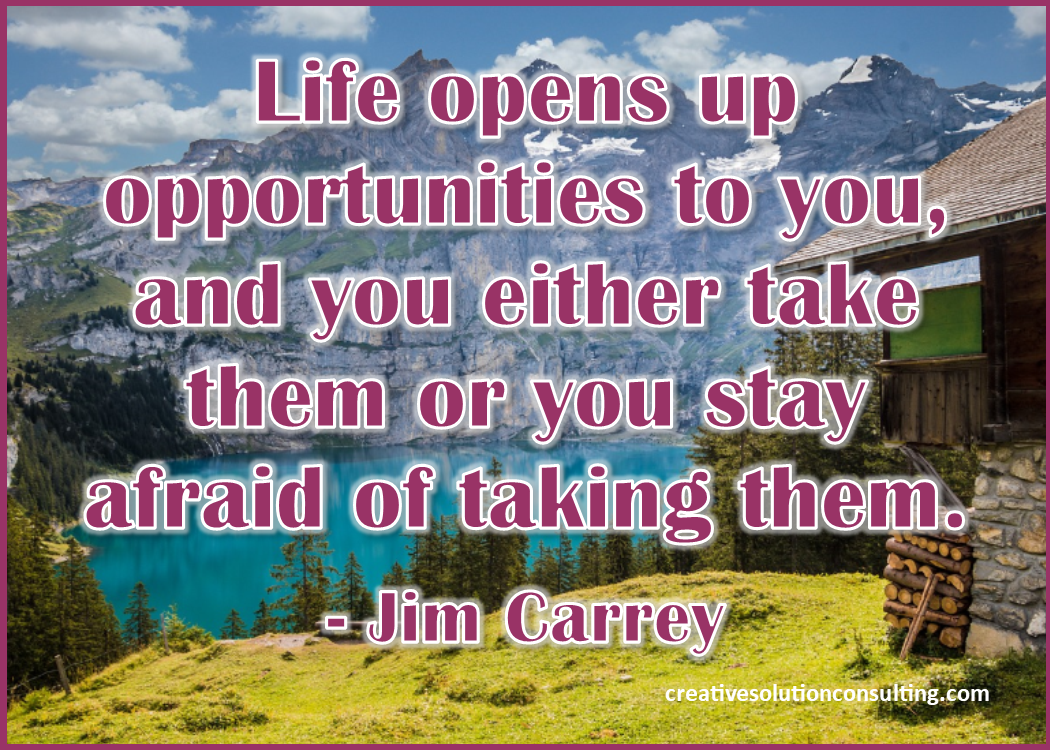 Life opens up
opportunities to you,
and you either take
them or you stay
afraid of taking them.
- Jim Carrey
creativesolutionconsulting.com